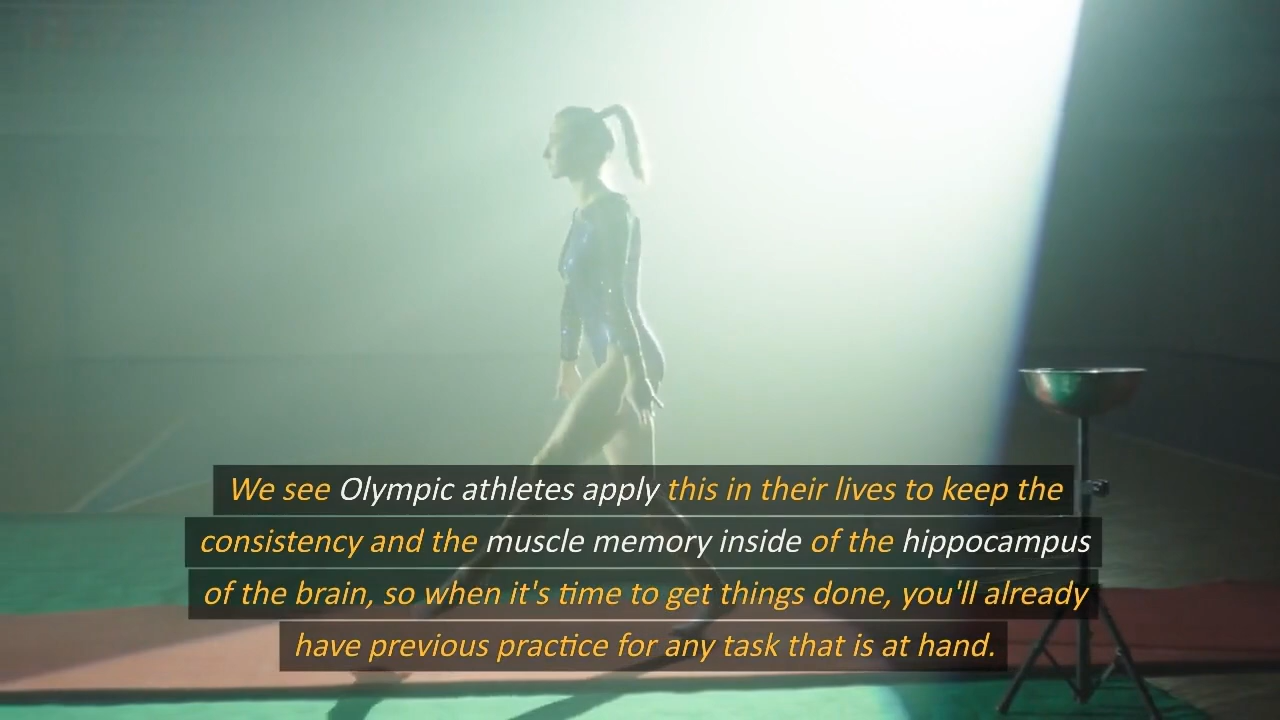 We see Olympic athletes apply this in their lives to keep the
consistency and the muscle memory inside of the hippocampus
of the brain, so when it's time to get things done, you'll already
have previous practice for any task that is at hand.